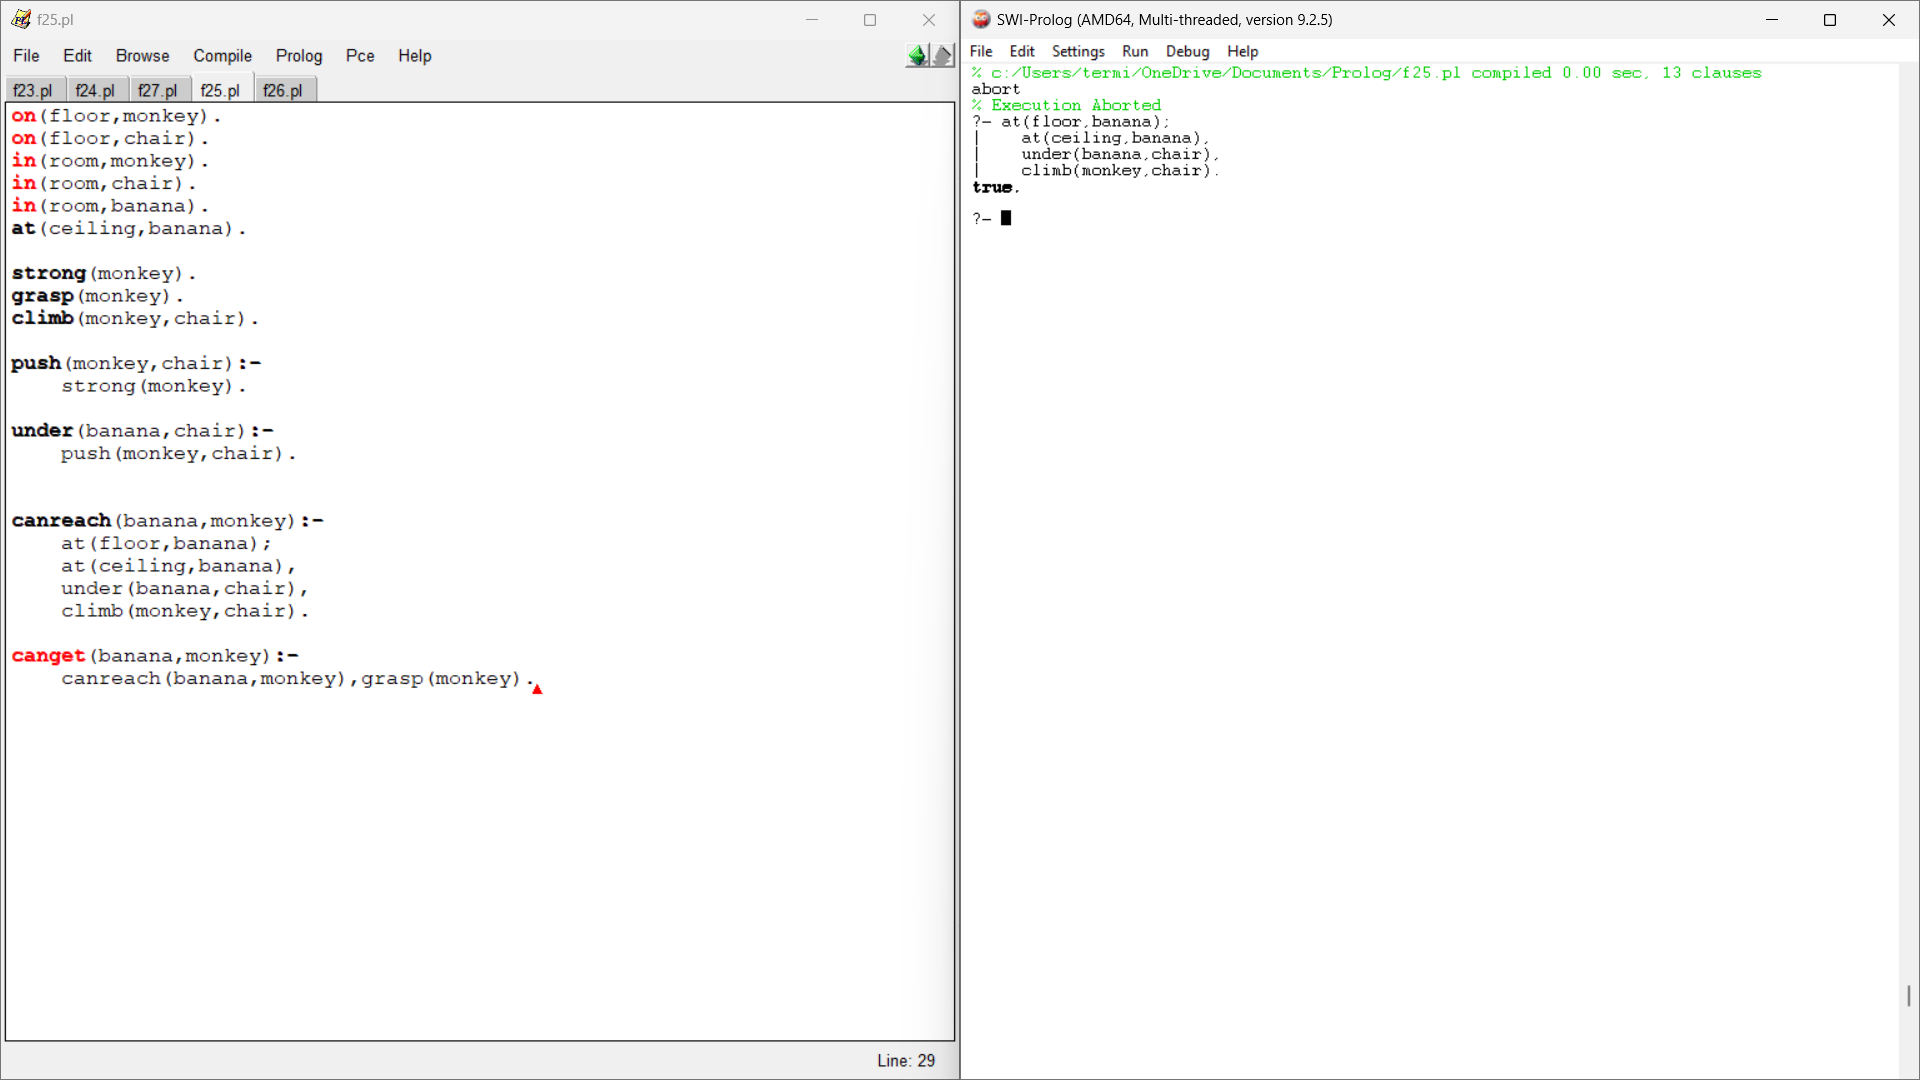 f25.pl
File Edit Browse Compile Prolog Pce Help
f23.pl f24.pl f27.pl f25.pl f26.pl
on(floor,monkey).
on(floor,chair).
in(room,monkey).
in(room,chair).
in(room,banana).
at(ceiling,banana).
strong(monkey).
grasp(monkey).
climb(monkey,chair).
push(monkey,chair):-
    strong(monkey).
under(banana,chair):-
    push(monkey,chair).
canreach(banana,monkey):-
    at(floor,banana);
    at(ceiling,banana),
    under(banana,chair),
    climb(monkey,chair).
canget(banana,monkey):-
    canreach(banana,monkey),grasp(monkey).
Line: 29
SWI-Prolog (AMD64, Multi-threaded, version 9.2.5)
File Edit Settings Run Debug Help
% c:/Users/termi/OneDrive/Documents/Prolog/f25.pl compiled 0.00 sec, 13 clauses
abort
% Execution Aborted
?- at(floor,banana);
|    at(ceiling,banana),
|    under(banana,chair),
|    climb(monkey,chair).
true.
?-